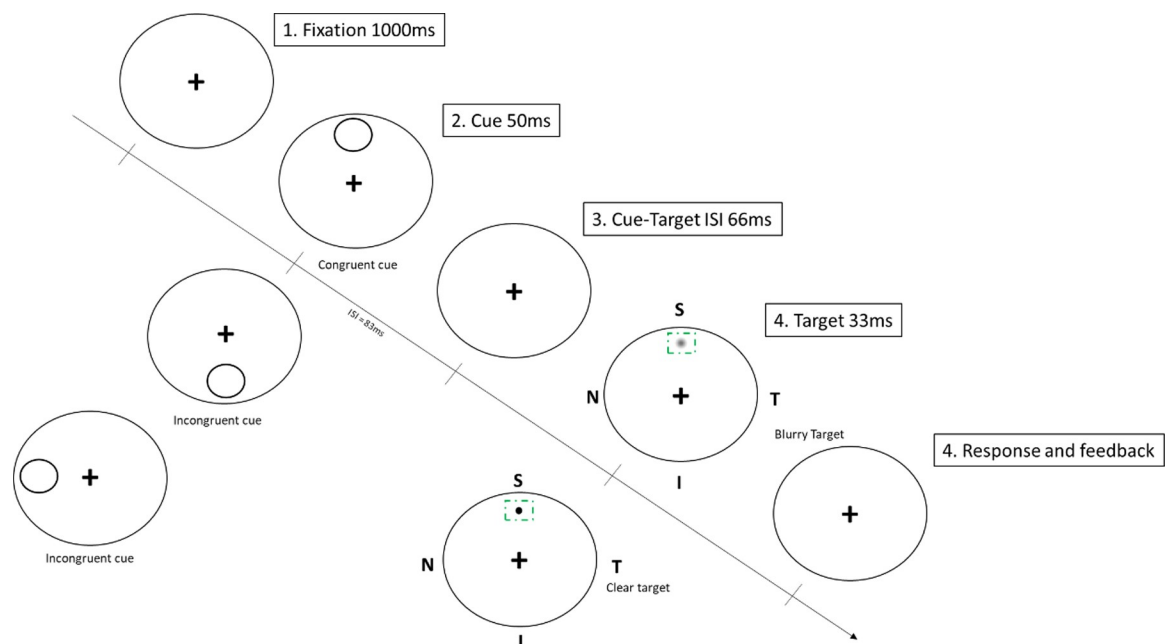 1. Fixation 1000ms
2. Cue 50ms
Congruent cue
3. Cue-Target ISI 66ms
ISI = 83ms
Incongruent cue
Incongruent cue
4. Target 33ms
S
N
T
I
Blurry Target
4. Response and feedback
S
N
T
I
Clear target